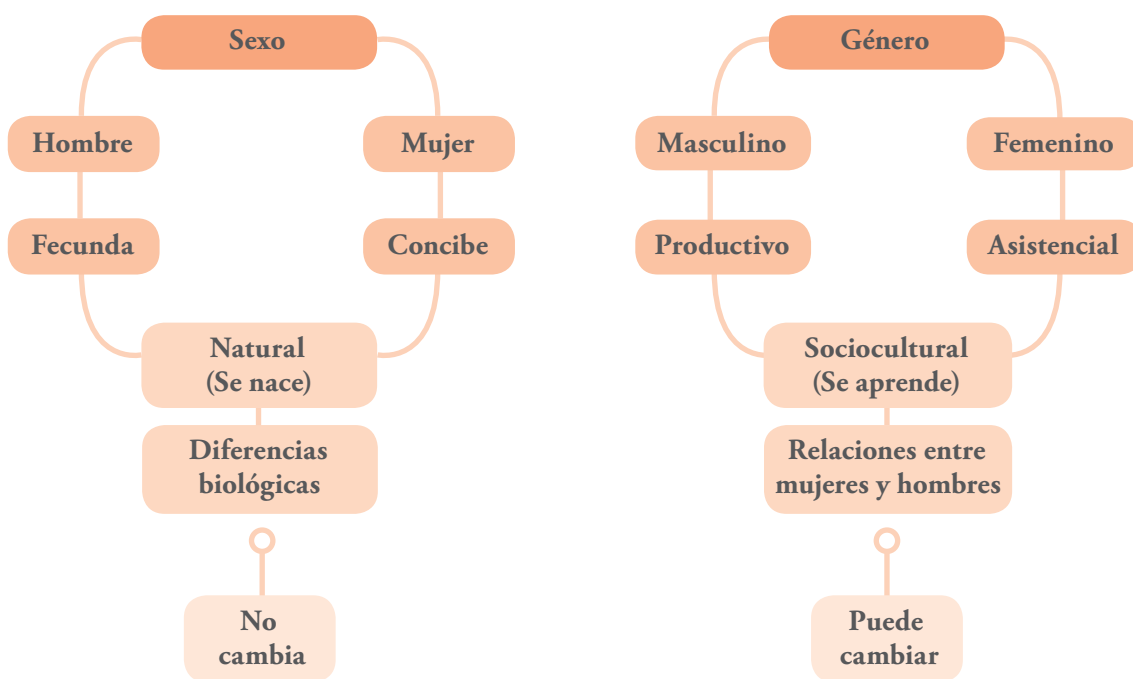 Sexo
Hombre
Mujer
Fecunda
Concibe
Natural
(Se nace)
Diferencias
biológicas
No
cambia
Género
Masculino
Femenino
Productivo
Asistencial
Sociocultural
(Se aprende)
Relaciones entre
mujeres y hombres
Puede
cambiar